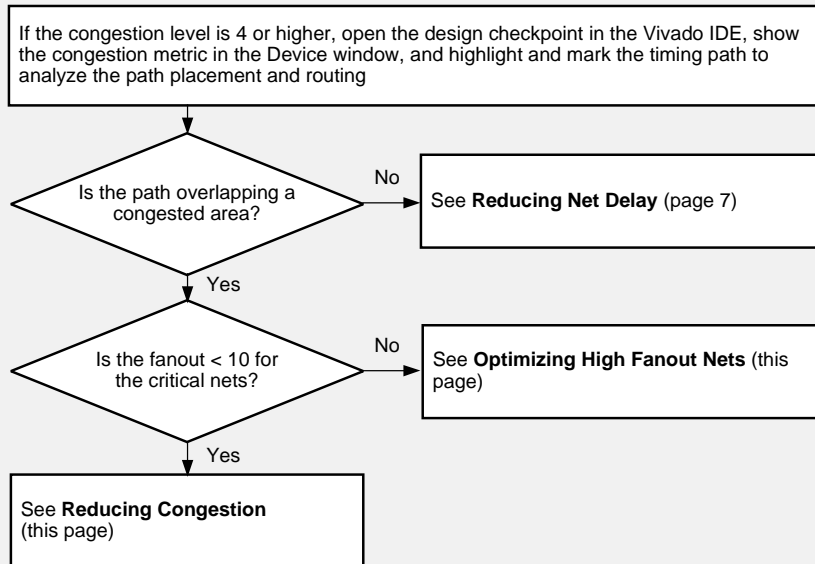 If the congestion level is 4 or higher, open the design checkpoint in the Vivado IDE, show
the congestion metric in the Device window, and highlight and mark the timing path to
analyze the path placement and routing
Is the path overlapping a
congested area?
No
See Reducing Net Delay (page 7)
Yes
Is the fanout < 10 for
the critical nets?
No
See Optimizing High Fanout Nets (this
page)
Yes
See Reducing Congestion
(this page)